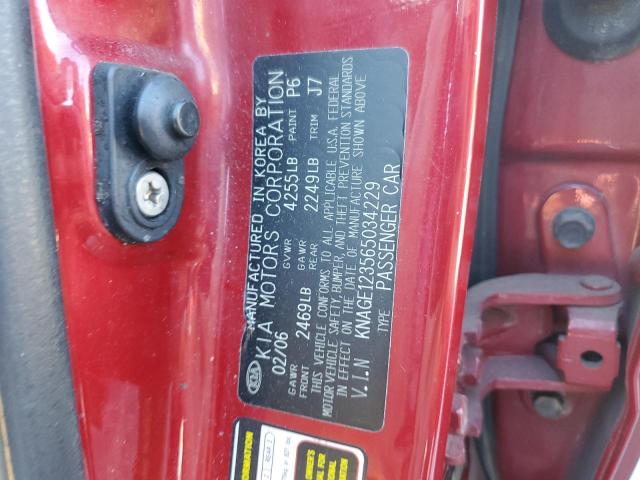 MANUFACTURED IN KOREA BY
KIA KIA MOTORS CORPORATION
02/06 GVWR 4255LB PAINT P6
GAWR FRONT 2469LB GAWR REAR 2249LB TRIM J7
THIS VEHICLE CONFORMS TO ALL APPLICABLE U.S.A. FEDERAL
MOTOR VEHICLE SAFETY, BUMPER, AND THEFT PREVENTION STANDARDS
IN EFFECT ON THE DATE OF MANUFACTURE SHOWN ABOVE
V.I.N KNAGE123565034229
TYPE PASSENGER CAR
REAR